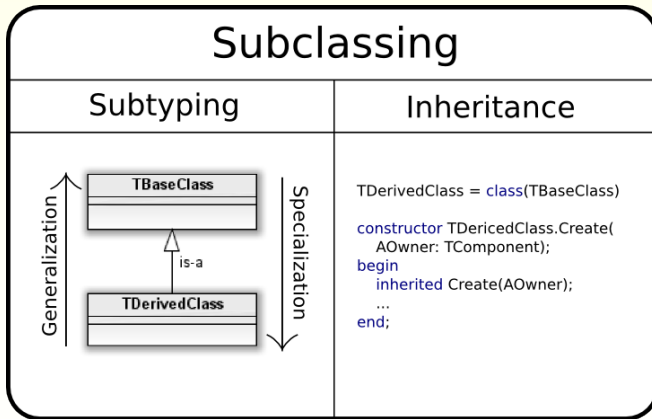 Subclassing
Subtyping
Inheritance
Generalization
TBaseClass
is-a
TDerivedClass
Specialization
TDerivedClass = class(TBaseClass)
constructor TDericedClass.Create(
AOwner: TComponent);
begin
inherited Create(AOwner);
...
end;